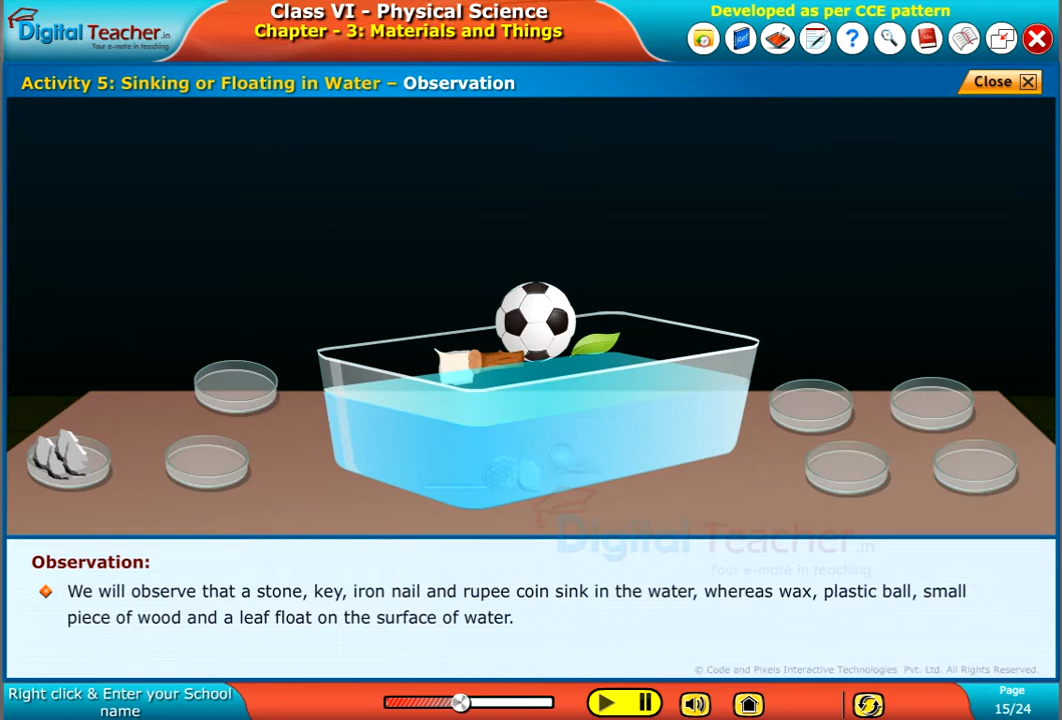 Class VI - Physical Science
Developed as per CCE pattern
Digital Teacher.in
Chapter - 3: Materials and Things
Your e-mate in teaching
Activity 5: Sinking or Floating in Water – Observation
Close
Digital Teacher.in
Your e-mate in teaching
Observation:
We will observe that a stone, key, iron nail and rupee coin sink in the water, whereas wax, plastic ball, small
piece of wood and a leaf float on the surface of water.
© Code and Pixels Interactive Technologies Pvt. Ltd. All Rights Reserved.
Right click & Enter your School
name
Page
15/24